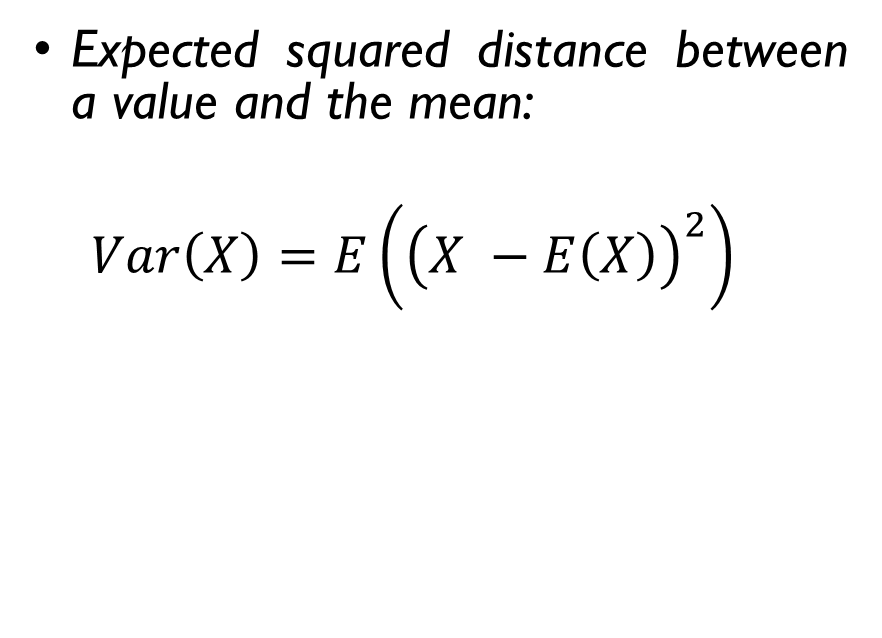 • Expected squared distance between
a value and the mean:
Var(X) = E((X − E(X))²)